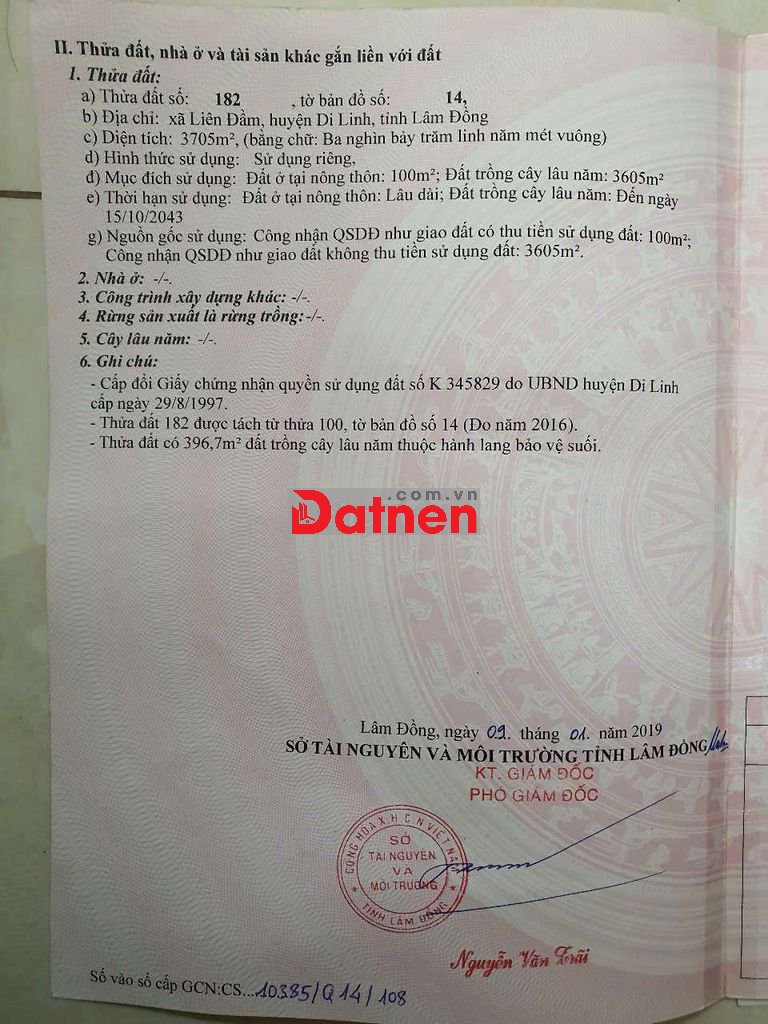 II. Thửa đất, nhà ở và tài sản khác gắn liền với đất
1. Thửa đất:
a) Thửa đất số: 182 , tờ bản đồ số: 14,
b) Địa chỉ: xã Liên Đầm, huyện Di Linh, tỉnh Lâm Đồng
c) Diện tích: 3705m², (bằng chữ: Ba nghìn bảy trăm linh năm mét vuông)
d) Hình thức sử dụng: Sử dụng riêng,
đ) Mục đích sử dụng: Đất ở tại nông thôn: 100m²; Đất trồng cây lâu năm: 3605m²
e) Thời hạn sử dụng: Đất ở tại nông thôn: Lâu dài; Đất trồng cây lâu năm: Đến ngày
15/10/2043
g) Nguồn gốc sử dụng: Công nhận QSDĐ như giao đất có thu tiền sử dụng đất: 100m²;
Công nhận QSDĐ như giao đất không thu tiền sử dụng đất: 3605m².
2. Nhà ở: -/-.
3. Công trình xây dựng khác: -/-.
4. Rừng sản xuất là rừng trồng:-/-.
5. Cây lâu năm: -/-.
6. Ghi chú:
- Cấp đổi Giấy chứng nhận quyền sử dụng đất số K 345829 do UBND huyện Di Linh
cấp ngày 29/8/1997.
- Thửa đất 182 được tách từ thửa 100, tờ bản đồ số 14 (Đo năm 2016).
- Thửa đất có 396,7m² đất trồng cây lâu năm thuộc hành lang bảo vệ suối.
.com.vn
Datnen
Lâm Đồng, ngày 09. tháng 01. năm 2019
SỞ TÀI NGUYÊN VÀ MÔI TRƯỜNG TỈNH LÂM ĐỒNG
KT. GIÁM ĐỐC
PHÓ GIÁM ĐỐC
CỘNG HÒA X.H.C.N VIỆT NAM
SỞ
TÀI NGUYÊN
VÀ
MÔI TRƯỜNG
TỈNH LÂM ĐỒNG
Nguyễn Văn Trãi
Số vào sổ cấp GCN:CS...10385/Q14/108